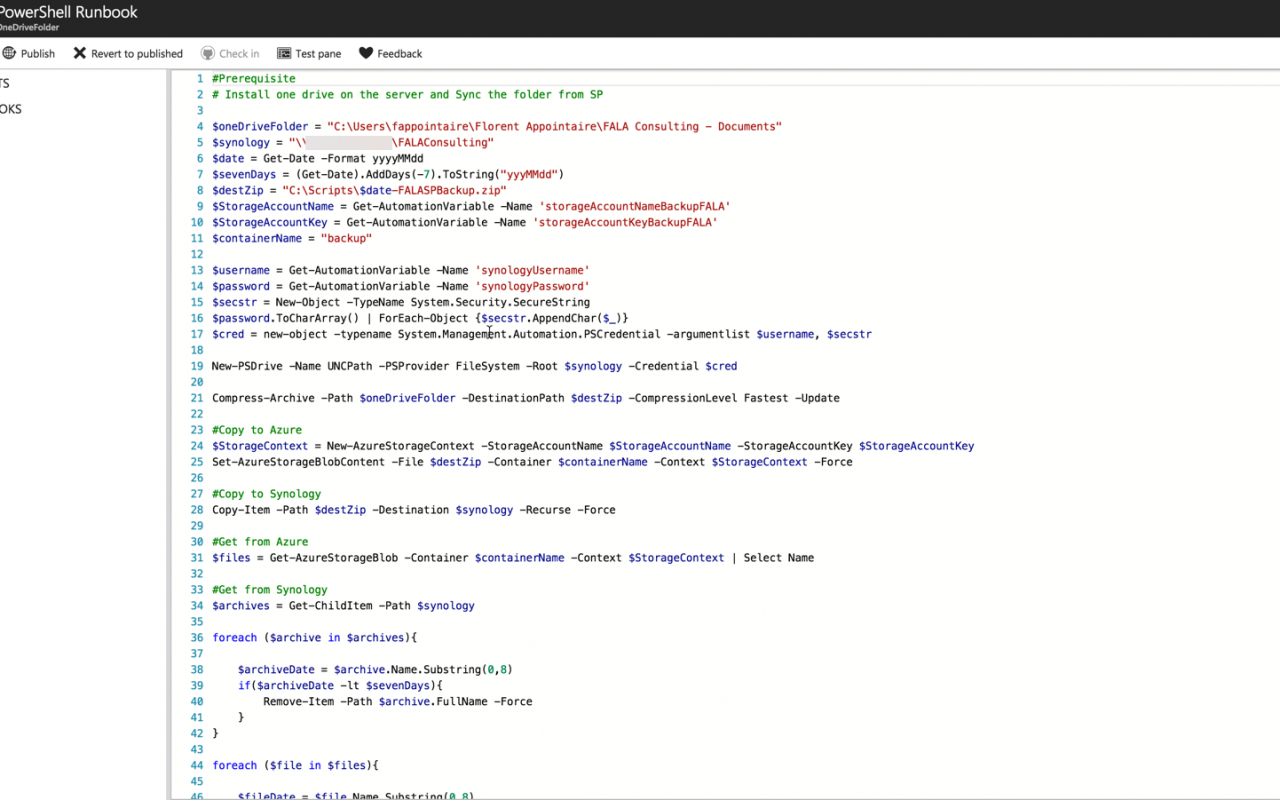 PowerShell Runbook
OneDriveFolder
Publish Revert to published Check in Test pane Feedback
TS
OKS
1 #Prerequisite
2 # Install one drive on the server and Sync the folder from SP
3
4 $oneDriveFolder = "C:\Users\fappointaire\Florent Appointaire\FALA Consulting - Documents"
5 $synology = "\\ \FALAConsulting"
6 $date = Get-Date -Format yyyyMMdd
7 $sevenDays = (Get-Date).AddDays(-7).ToString("yyyMMdd")
8 $destZip = "C:\Scripts\$date-FALASPBackup.zip"
9 $StorageAccountName = Get-AutomationVariable -Name 'storageAccountNameBackupFALA'
10 $StorageAccountKey = Get-AutomationVariable -Name 'storageAccountKeyBackupFALA'
11 $containerName = "backup"
12
13 $username = Get-AutomationVariable -Name 'synologyUsername'
14 $password = Get-AutomationVariable -Name 'synologyPassword'
15 $secstr = New-Object -TypeName System.Security.SecureString
16 $password.ToCharArray() | ForEach-Object {$secstr.AppendChar($_)}
17 $cred = new-object -typename System.Management.Automation.PSCredential -argumentlist $username, $secstr
18
19 New-PSDrive -Name UNCPath -PSProvider FileSystem -Root $synology -Credential $cred
20
21 Compress-Archive -Path $oneDriveFolder -DestinationPath $destZip -CompressionLevel Fastest -Update
22
23 #Copy to Azure
24 $StorageContext = New-AzureStorageContext -StorageAccountName $StorageAccountName -StorageAccountKey $StorageAccountKey
25 Set-AzureStorageBlobContent -File $destZip -Container $containerName -Context $StorageContext -Force
26
27 #Copy to Synology
28 Copy-Item -Path $destZip -Destination $synology -Recurse -Force
29
30 #Get from Azure
31 $files = Get-AzureStorageBlob -Container $containerName -Context $StorageContext | Select Name
32
33 #Get from Synology
34 $archives = Get-ChildItem -Path $synology
35
36 foreach ($archive in $archives){
37
38 $archiveDate = $archive.Name.Substring(0,8)
39 if($archiveDate -lt $sevenDays){
40 Remove-Item -Path $archive.FullName -Force
41 }
42 }
43
44 foreach ($file in $files){
45
46 $fileDate = $file.Name.Substring(0,8)